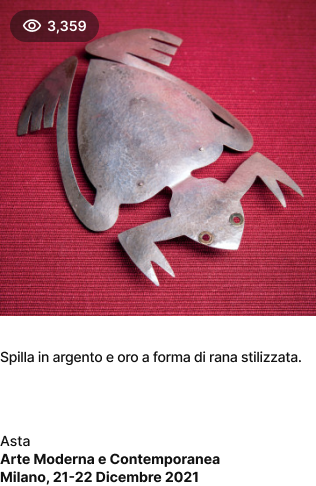 3,359
Spilla in argento e oro a forma di rana stilizzata.
Asta
Arte Moderna e Contemporanea
Milano, 21-22 Dicembre 2021